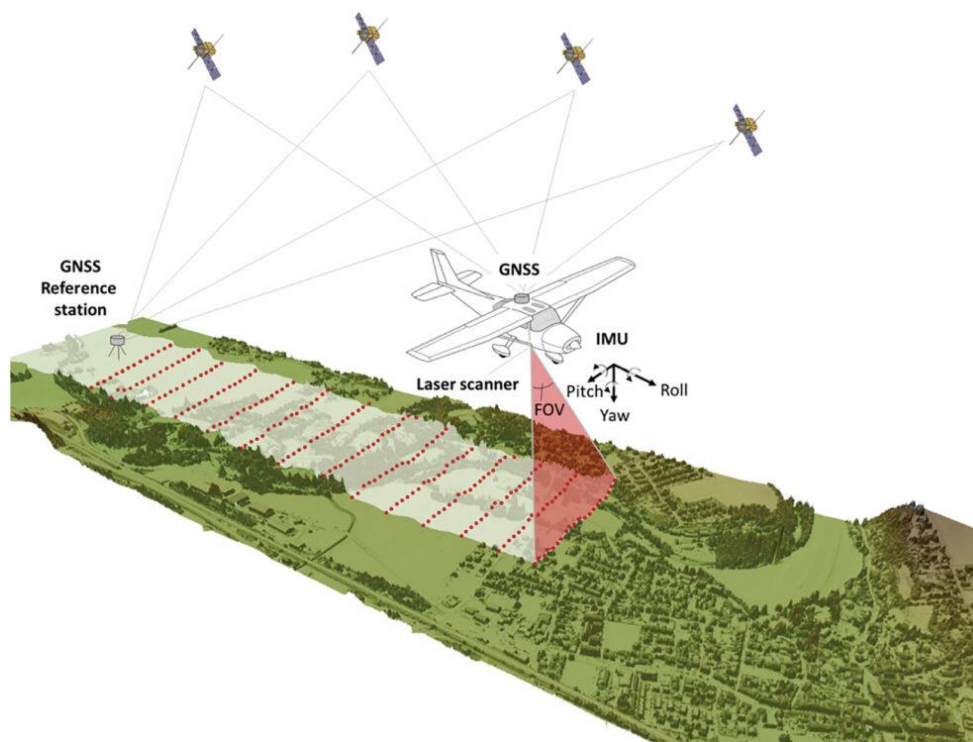 GNSS
Reference
station
GNSS
IMU
Laser scanner
FOV
Pitch
Roll
Yaw